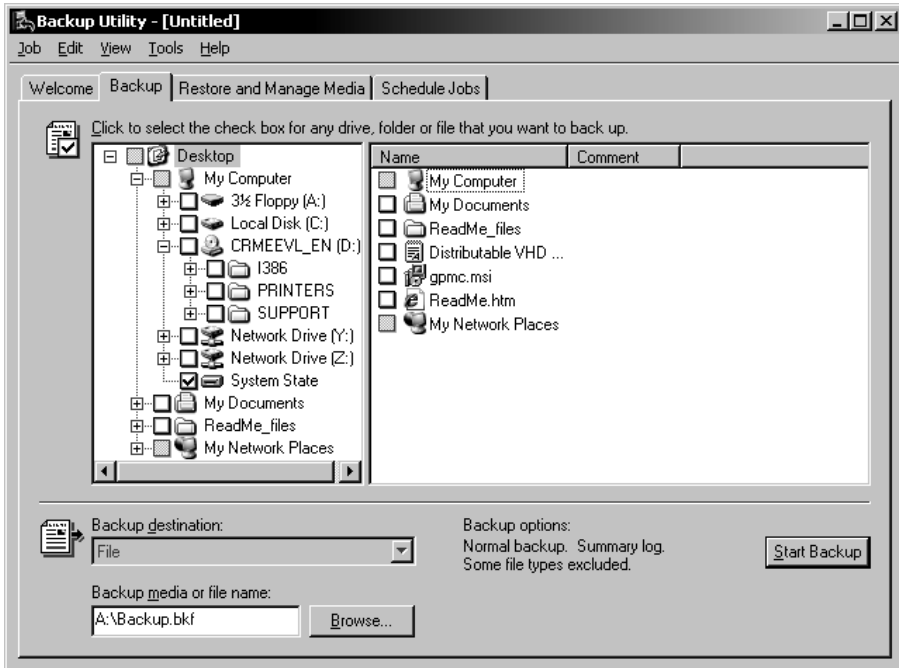 Backup Utility - [Untitled]
Job Edit View Tools Help
Welcome Backup Restore and Manage Media Schedule Jobs
Click to select the check box for any drive, folder or file that you want to back up.
Desktop
My Computer
3½ Floppy (A:)
Local Disk (C:)
CRMEEVL_EN (D:)
I386
PRINTERS
SUPPORT
Network Drive (Y:)
Network Drive (Z:)
System State
My Documents
ReadMe_files
My Network Places
Name Comment
My Computer
My Documents
ReadMe_files
Distributable VHD ...
gpmc.msi
ReadMe.htm
My Network Places
Backup destination:
File
Backup media or file name:
A:\Backup.bkf
Browse...
Backup options:
Normal backup. Summary log.
Some file types excluded.
Start Backup